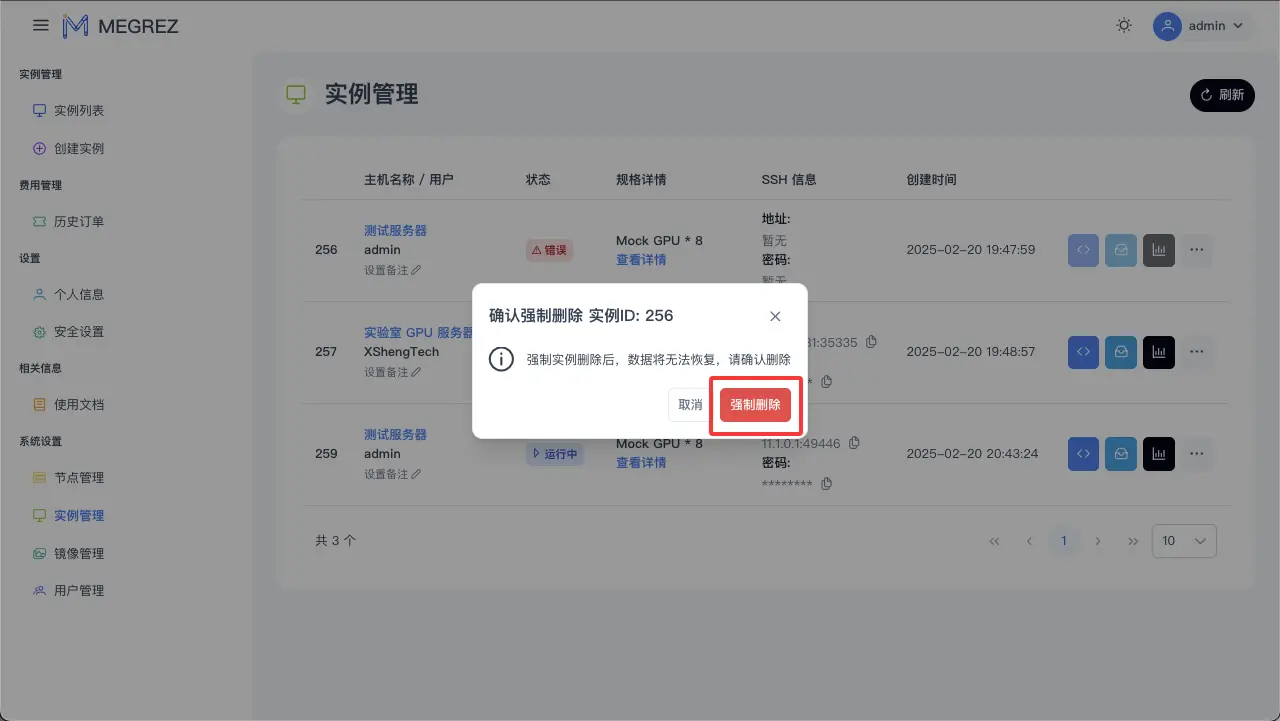 MEGREZ
admin
实例管理
实例列表
创建实例
费用管理
历史订单
设置
个人信息
安全设置
相关信息
使用文档
系统设置
节点管理
实例管理
镜像管理
用户管理
实例管理
刷新
主机名称 / 用户 状态 规格详情 SSH 信息 创建时间
256
测试服务器
admin
设置备注
错误
Mock GPU * 8
查看详情
地址:
暂无
密码:
暂无
2025-02-20 19:47:59
257
实验室 GPU 服务器
XShengTech
设置备注
31:35335
*
2025-02-20 19:48:57
259
测试服务器
admin
设置备注
运行中
Mock GPU * 8
查看详情
11.1.0.1:49446
密码:
********
2025-02-20 20:43:24
共 3 个
1
10
确认强制删除 实例ID: 256
强制实例删除后，数据将无法恢复，请确认删除
取消
强制删除